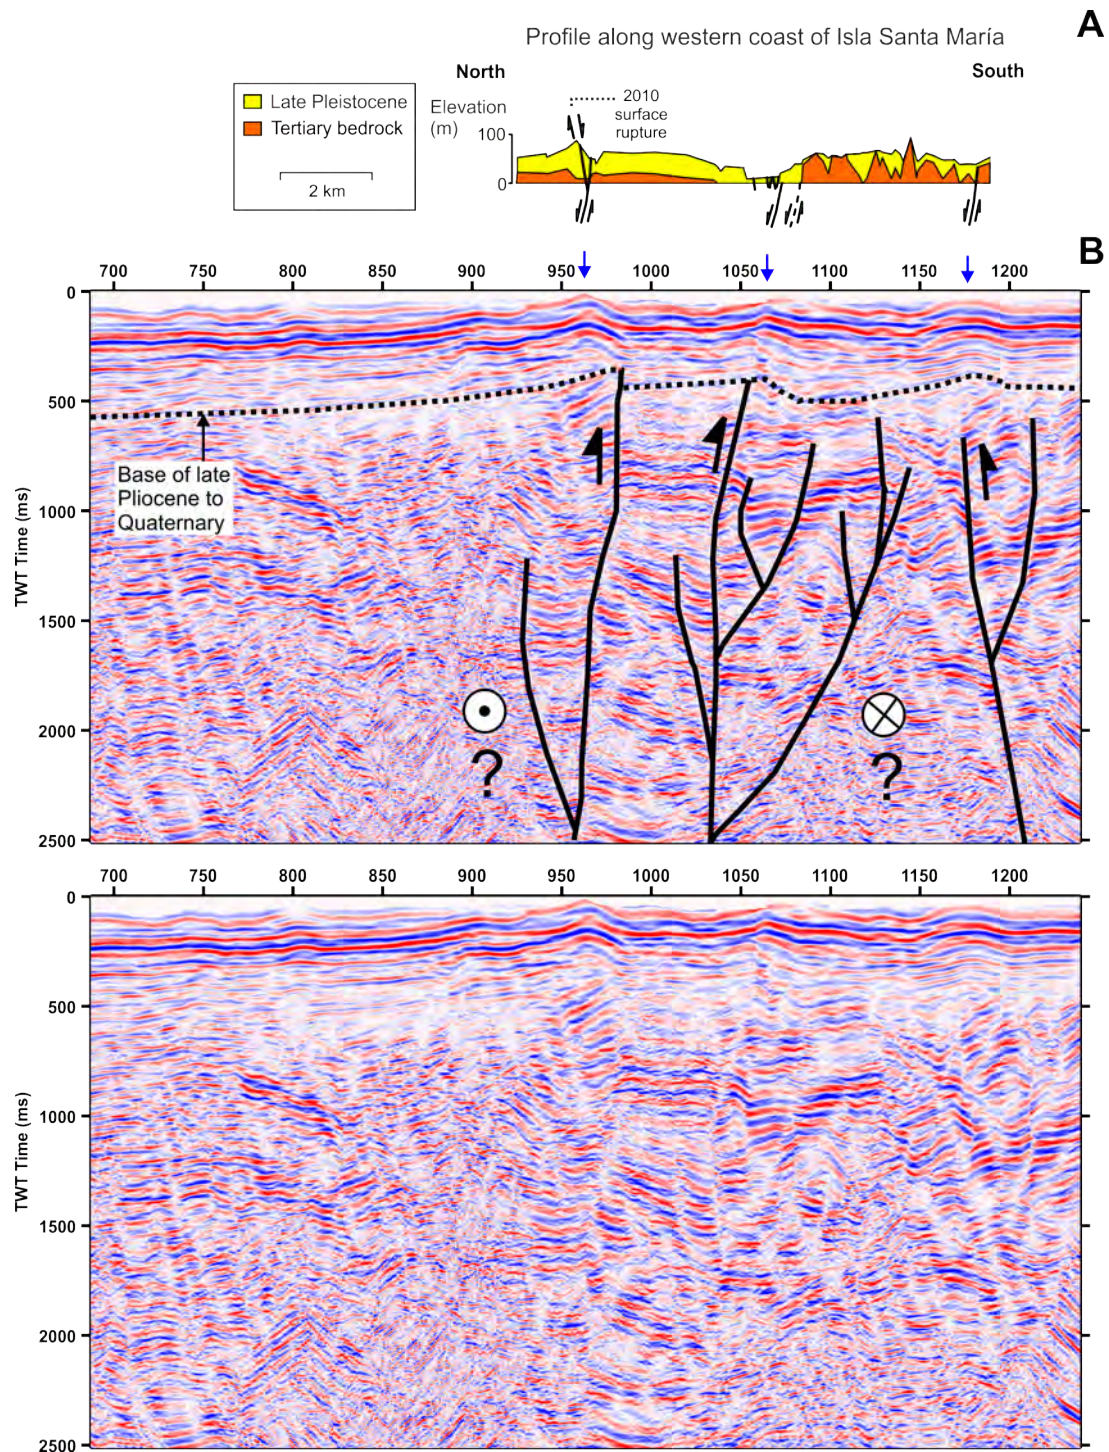 A
Profile along western coast of Isla Santa María
North
South
Late Pleistocene
Tertiary bedrock
2 km
Elevation
(m)
2010
surface
rupture
100
0
B
700 750 800 850 900 950 1000 1050 1100 1150 1200
0
500
1000
1500
2000
2500
TWT Time (ms)
Base of late
Pliocene to
Quaternary
? ?
700 750 800 850 900 950 1000 1050 1100 1150 1200
0
500
1000
1500
2000
2500
TWT Time (ms)